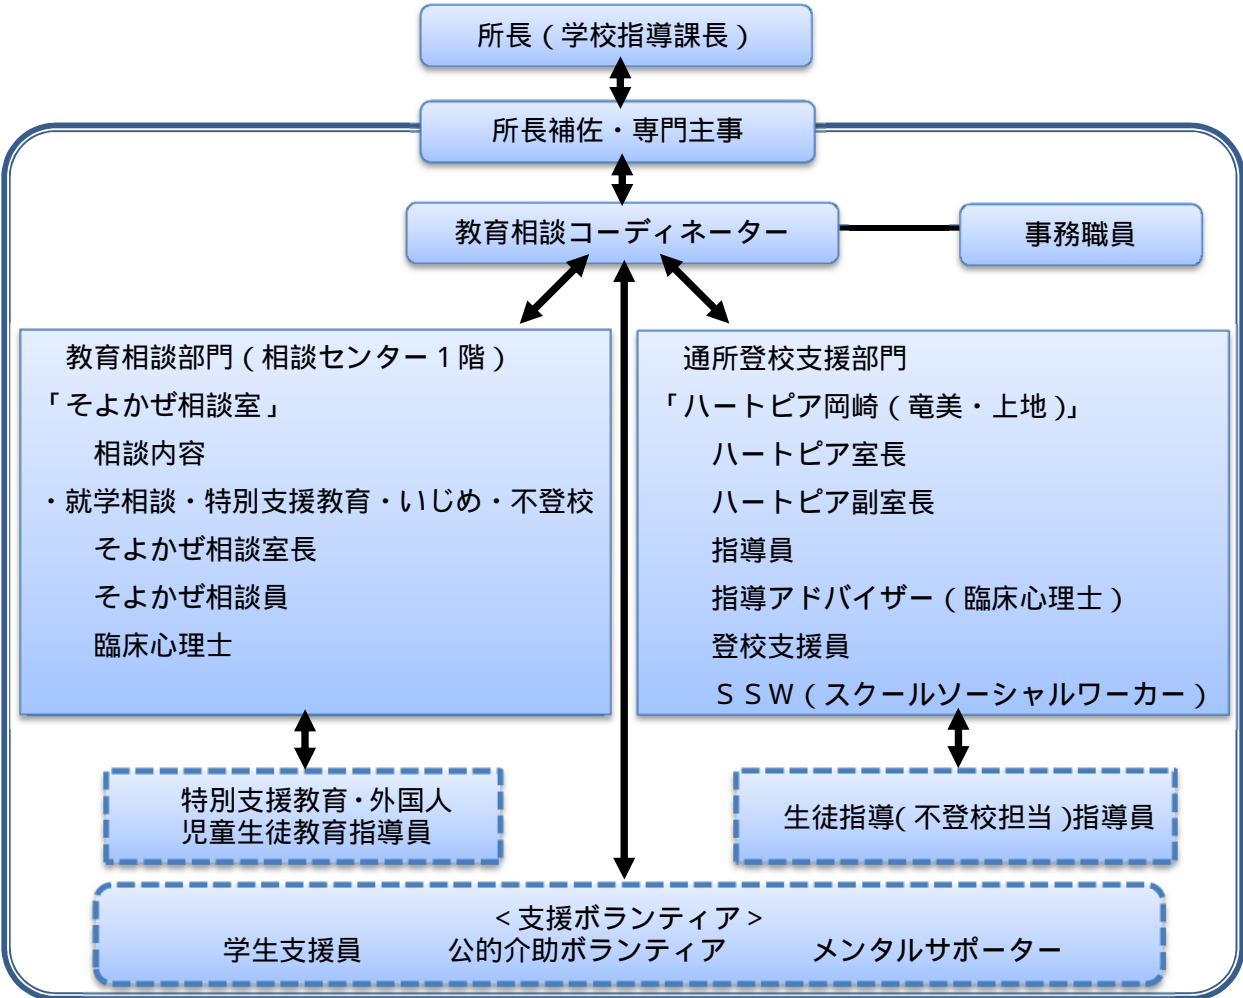 所長(学校指導課長)
所長補佐・専門主事
教育相談コーディネーター
事務職員
教育相談部門(相談センター1階)
「そよかぜ相談室」
相談内容
・就学相談・特別支援教育・いじめ・不登校
そよかぜ相談室長
そよかぜ相談員
臨床心理士
通所登校支援部門
「ハートピア岡崎(竜美・上地)」
ハートピア室長
ハートピア副室長
指導員
指導アドバイザー(臨床心理士)
登校支援員
SSW(スクールソーシャルワーカー)
特別支援教育・外国人
児童生徒教育指導員
生徒指導(不登校担当)指導員
<支援ボランティア>
学生支援員 公的介助ボランティア メンタルサポーター